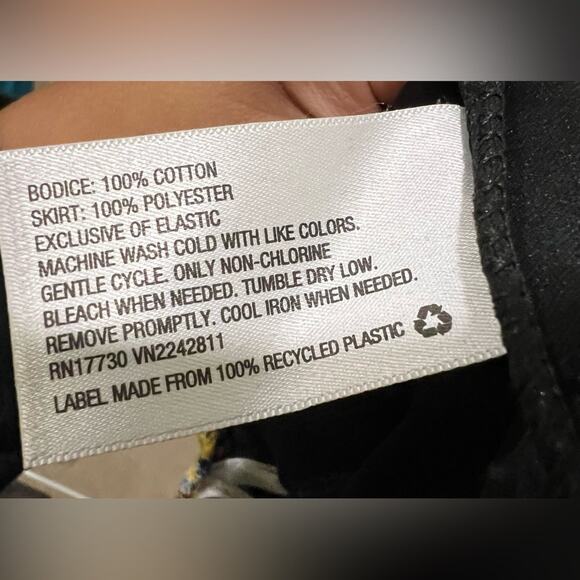 BODICE: 100% COTTON
SKIRT: 100% POLYESTER
EXCLUSIVE OF ELASTIC
MACHINE WASH COLD WITH LIKE COLORS.
GENTLE CYCLE. ONLY NON-CHLORINE
BLEACH WHEN NEEDED. TUMBLE DRY LOW.
REMOVE PROMPTLY. COOL IRON WHEN NEEDED.
RN17730 VN2242811
LABEL MADE FROM 100% RECYCLED PLASTIC